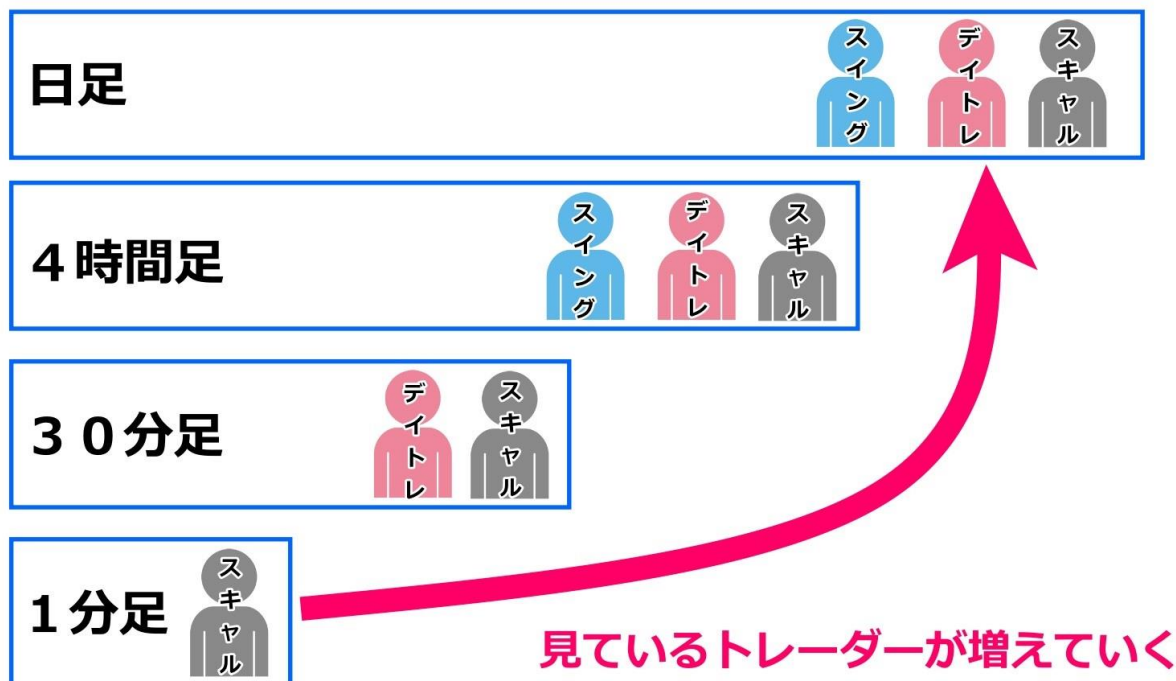 日足
スイング
デイトレ
スキャル
４時間足
スイング
デイトレ
スキャル
３０分足
デイトレ
スキャル
１分足
スキャル
見ているトレーダーが増えていく